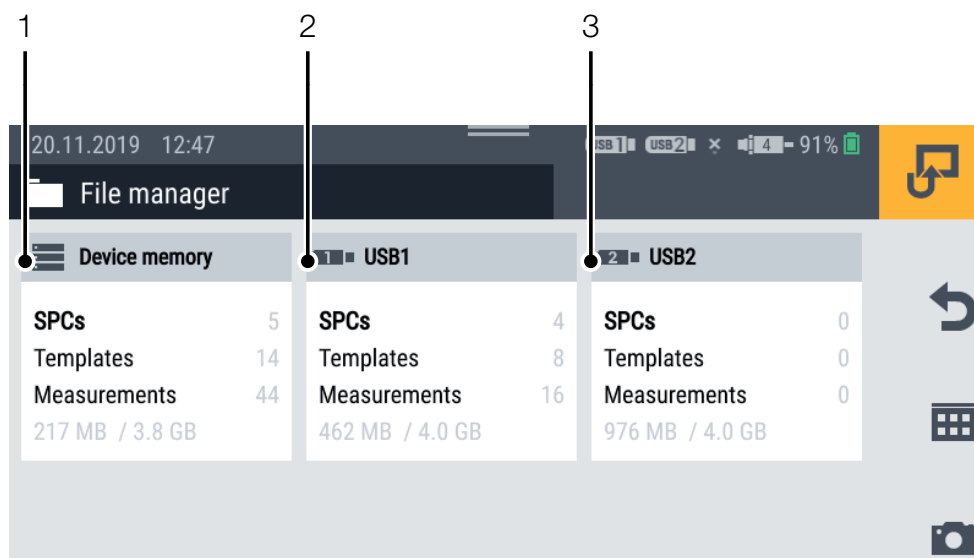 1 2 3
20.11.2019 12:47 USB 1 USB2 4 91%
File manager
Device memory 1 USB1 2 USB2
SPCs 5 SPCs 4 SPCs 0
Templates 14 Templates 8 Templates 0
Measurements 44 Measurements 16 Measurements 0
217 MB / 3.8 GB 462 MB / 4.0 GB 976 MB / 4.0 GB